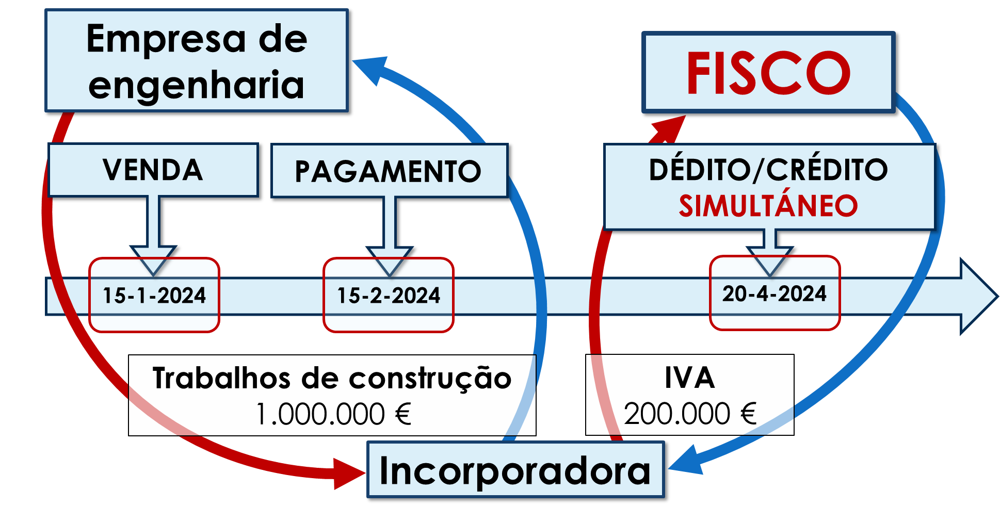 Empresa de
engenharia
FISCO
VENDA
PAGAMENTO
DÉDITO/CRÉDITO
SIMULTÁNEO
15-1-2024
15-2-2024
20-4-2024
Trabalhos de construção
1.000.000 €
IVA
200.000 €
Incorporadora